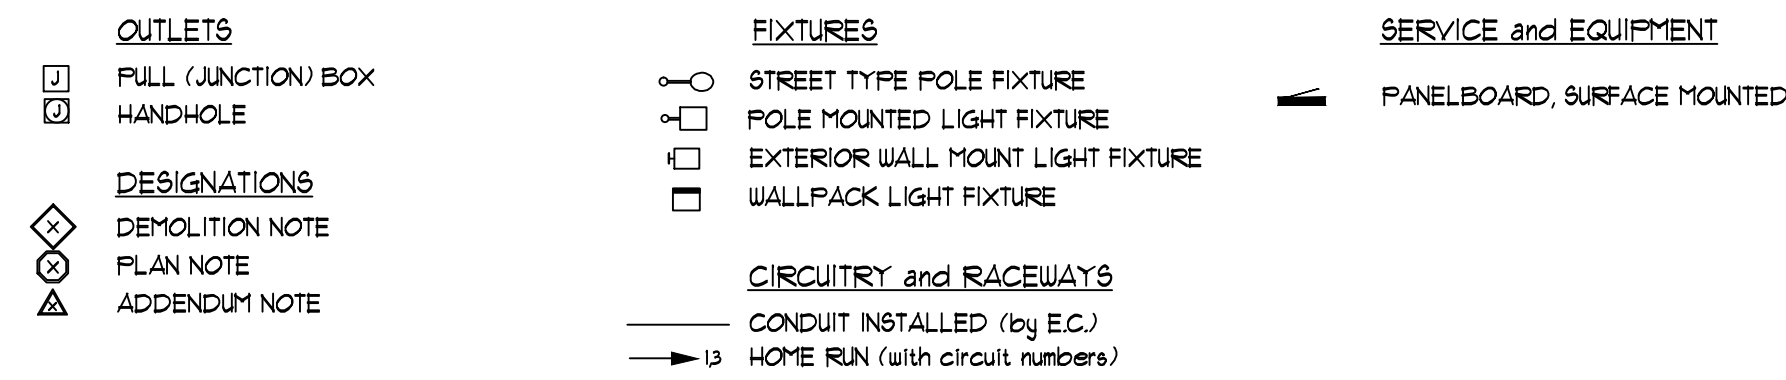 OUTLETS
J PULL (JUNCTION) BOX
J HANDHOLE
DESIGNATIONS
X DEMOLITION NOTE
X PLAN NOTE
X ADDENDUM NOTE
FIXTURES
STREET TYPE POLE FIXTURE
POLE MOUNTED LIGHT FIXTURE
EXTERIOR WALL MOUNT LIGHT FIXTURE
WALLPACK LIGHT FIXTURE
CIRCUITRY and RACEWAYS
CONDUIT INSTALLED (by E.C.)
1,3 HOME RUN (with circuit numbers)
SERVICE and EQUIPMENT
PANELBOARD, SURFACE MOUNTED